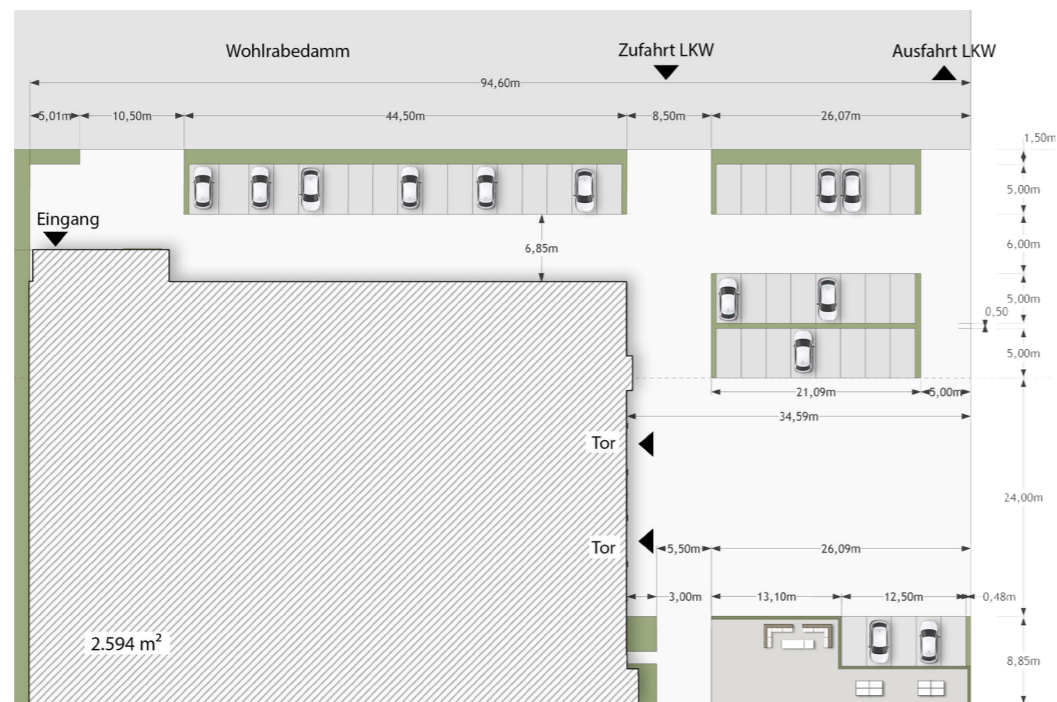 Wohlrabedamm
Zufahrt LKW
Ausfahrt LKW
94,60m
5,01m
10,50m
44,50m
8,50m
26,07m
1,50m
5,00m
Eingang
6,85m
6,00m
5,00m
0,50
5,00m
21,09m
5,00m
34,59m
Tor
24,00m
Tor
5,50m
26,09m
3,00m
13,10m
12,50m
0,48m
2.594 m²
8,85m